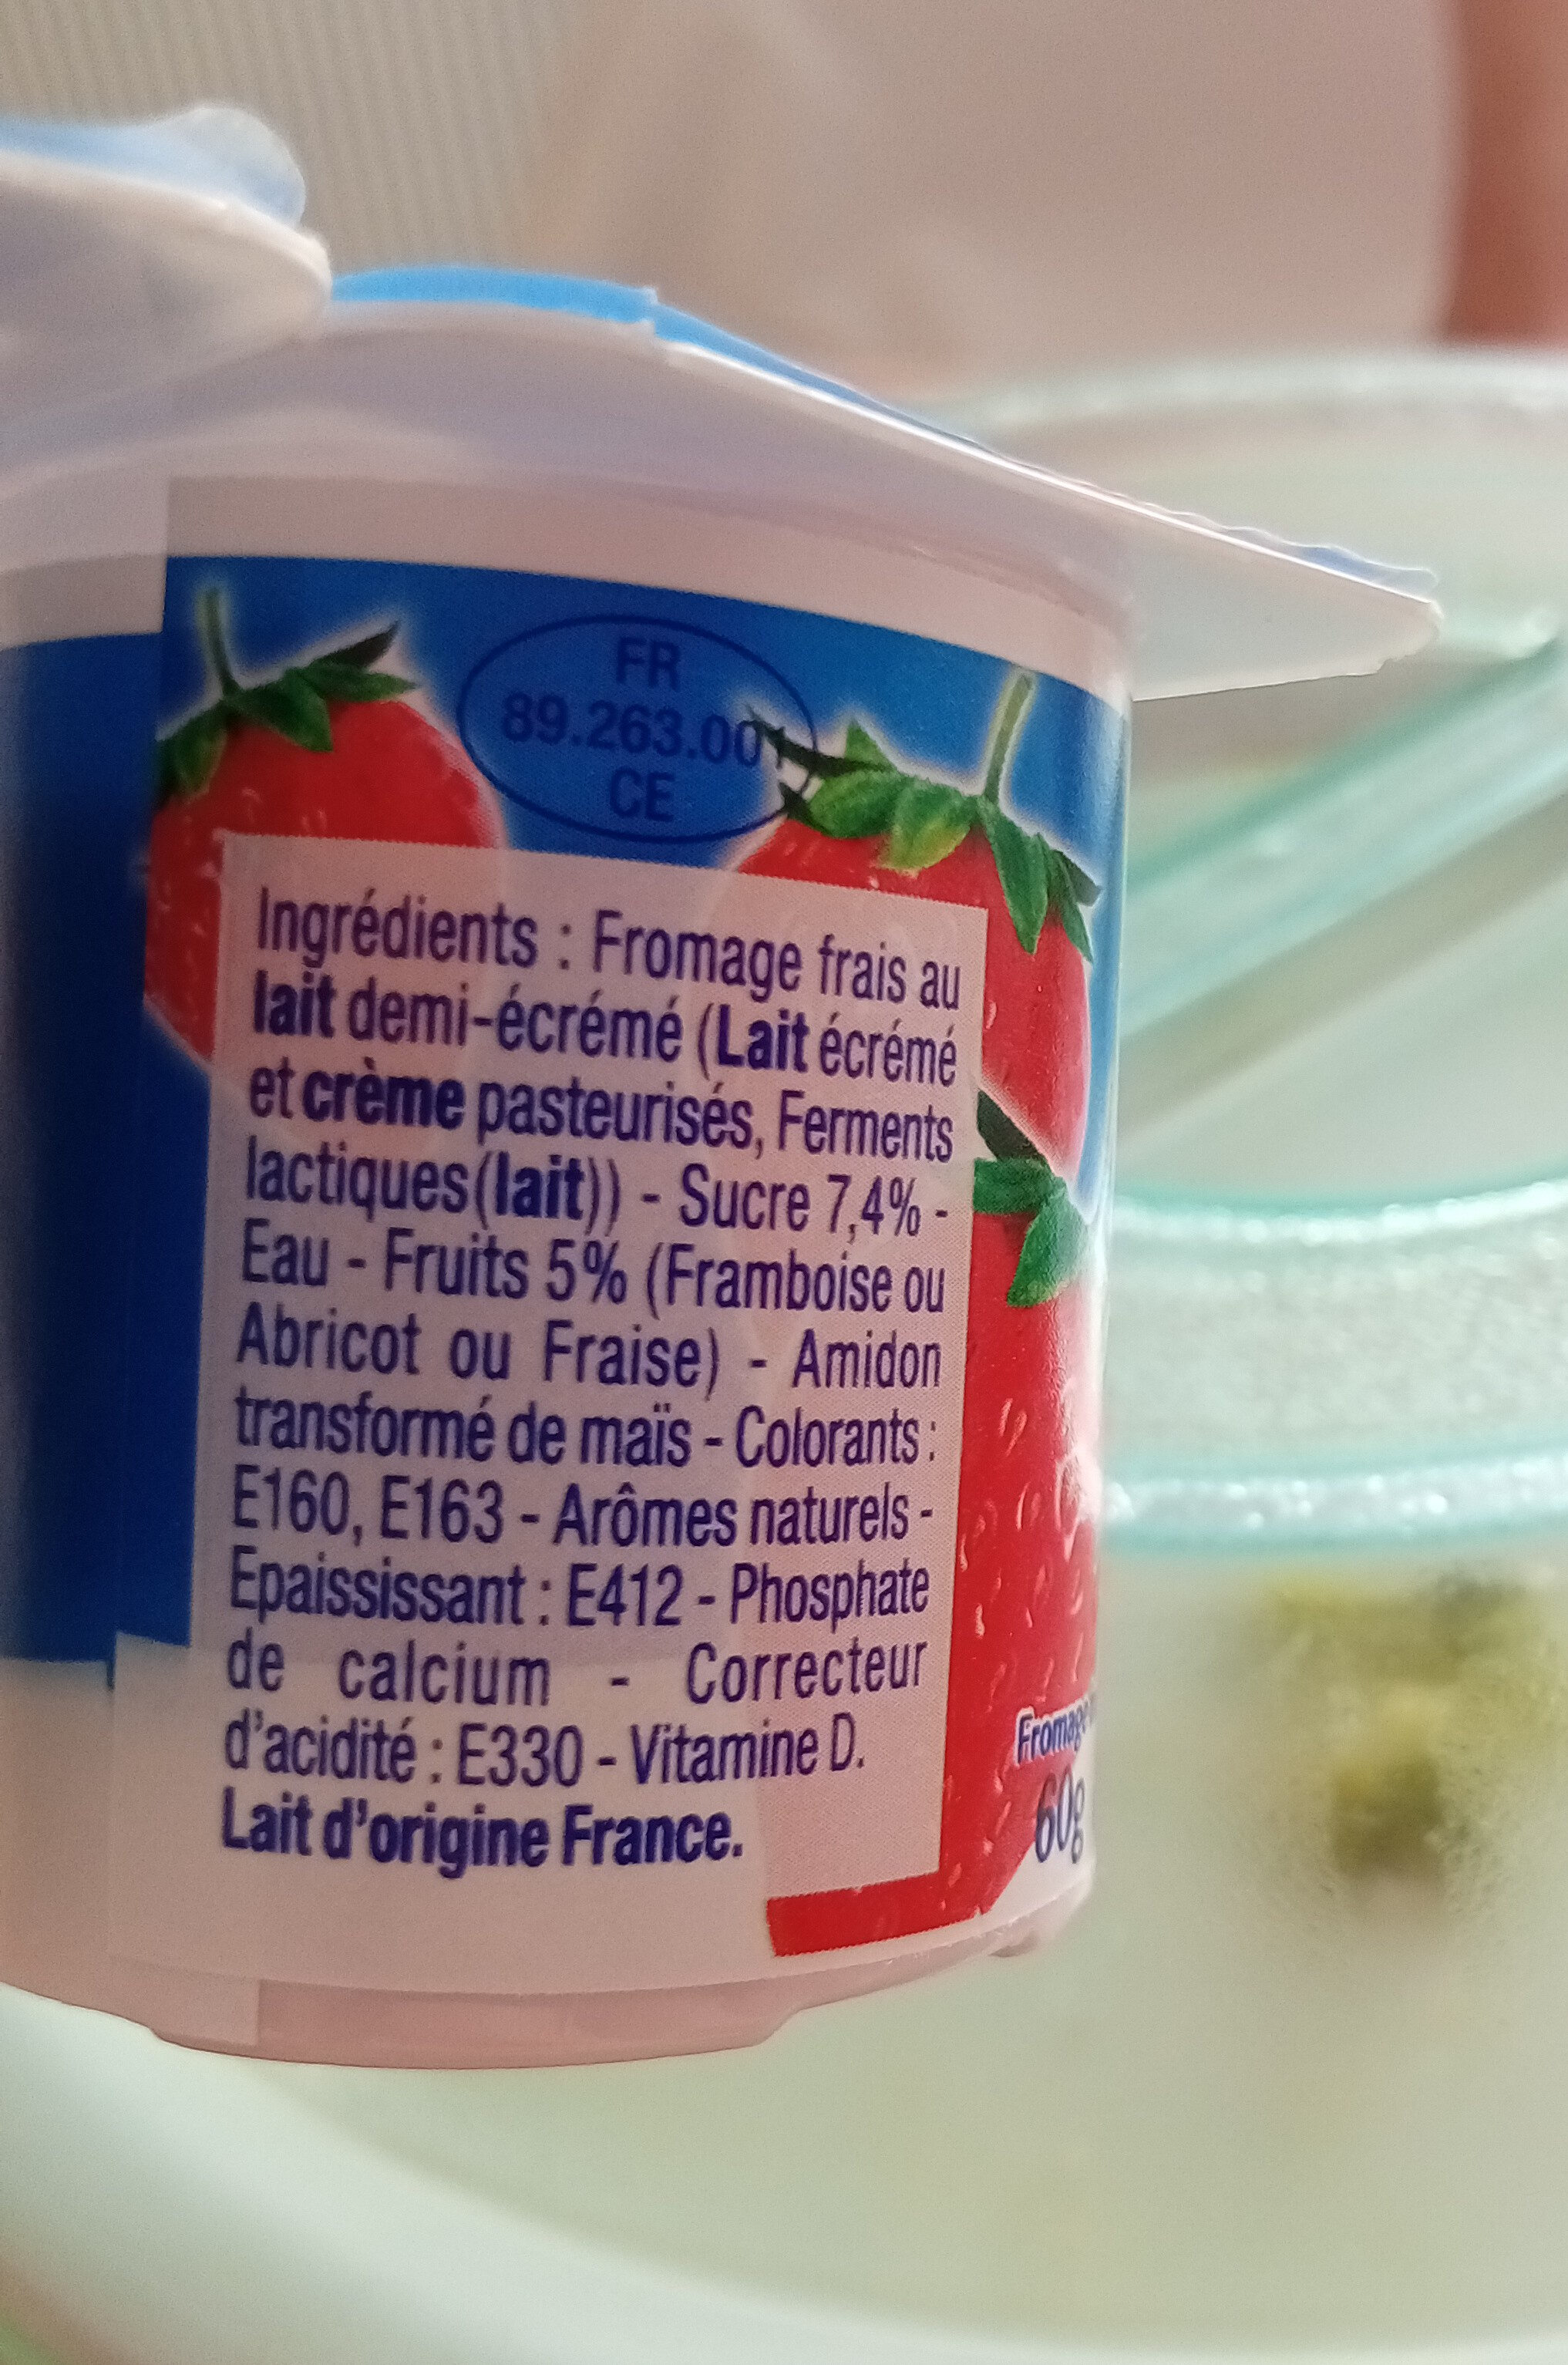 FR
89.263.001
CE
Ingrédients : Fromage frais au
lait demi-écrémé (Lait écrémé
et crème pasteurisés, Ferments
lactiques(lait)) - Sucre 7,4% -
Eau - Fruits 5% (Framboise ou
Abricot ou Fraise) - Amidon
transformé de maïs - Colorants :
E160, E163 - Arômes naturels -
Epaississant : E412 - Phosphate
de calcium - Correcteur
d'acidité : E330 - Vitamine D.
Lait d'origine France.
Fromage
60g